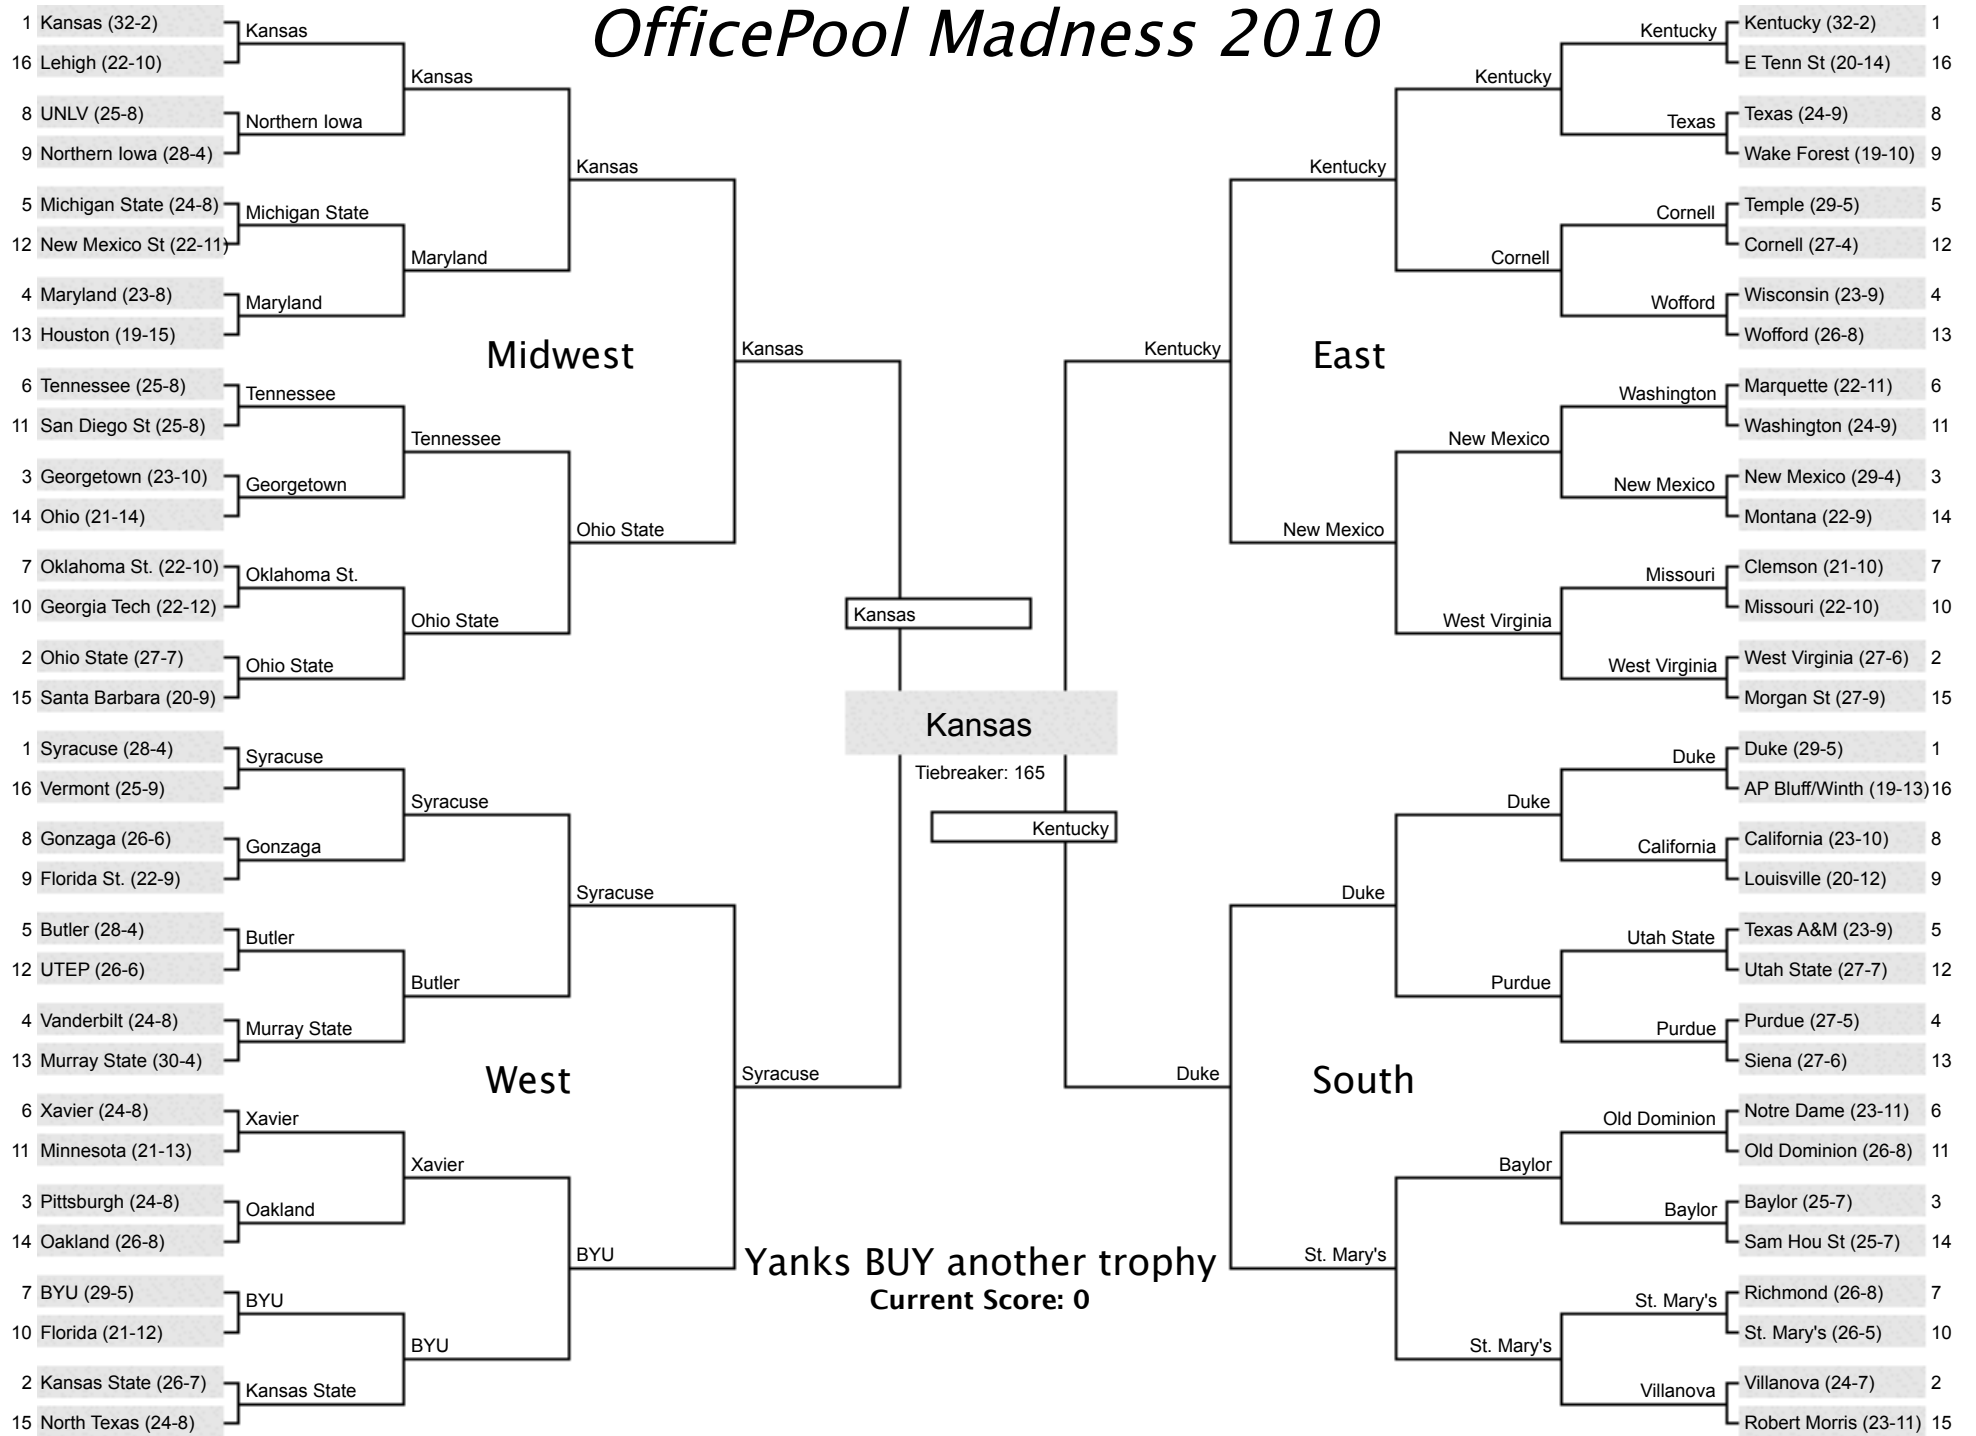 OfficePool Madness 2010
1 Kansas (32-2)
16 Lehigh (22-10)
8 UNLV (25-8)
9 Northern Iowa (28-4)
5 Michigan State (24-8)
12 New Mexico St (22-11)
4 Maryland (23-8)
13 Houston (19-15)
6 Tennessee (25-8)
11 San Diego St (25-8)
3 Georgetown (23-10)
14 Ohio (21-14)
7 Oklahoma St. (22-10)
10 Georgia Tech (22-12)
2 Ohio State (27-7)
15 Santa Barbara (20-9)
Kansas
Northern Iowa
Michigan State
Maryland
Tennessee
Georgetown
Oklahoma St.
Ohio State
Kansas
Maryland
Tennessee
Ohio State
Kansas
Ohio State
Midwest
Kansas
1 Syracuse (28-4)
16 Vermont (25-9)
8 Gonzaga (26-6)
9 Florida St. (22-9)
5 Butler (28-4)
12 UTEP (26-6)
4 Vanderbilt (24-8)
13 Murray State (30-4)
6 Xavier (24-8)
11 Minnesota (21-13)
3 Pittsburgh (24-8)
14 Oakland (26-8)
7 BYU (29-5)
10 Florida (21-12)
2 Kansas State (26-7)
15 North Texas (24-8)
Syracuse
Gonzaga
Butler
Murray State
Xavier
Oakland
BYU
Kansas State
Syracuse
Butler
Xavier
BYU
Syracuse
BYU
West
Syracuse
Kansas
Kansas
Tiebreaker: 165
Kentucky
Yanks BUY another trophy
Current Score: 0
Kentucky (32-2) 1
E Tenn St (20-14) 16
Texas (24-9) 8
Wake Forest (19-10) 9
Temple (29-5) 5
Cornell (27-4) 12
Wisconsin (23-9) 4
Wofford (26-8) 13
Marquette (22-11) 6
Washington (24-9) 11
New Mexico (29-4) 3
Montana (22-9) 14
Clemson (21-10) 7
Missouri (22-10) 10
West Virginia (27-6) 2
Morgan St (27-9) 15
Kentucky
Texas
Cornell
Wofford
Washington
New Mexico
Missouri
West Virginia
Kentucky
Cornell
New Mexico
West Virginia
Kentucky
New Mexico
East
Kentucky
Duke (29-5) 1
AP Bluff/Winth (19-13) 16
California (23-10) 8
Louisville (20-12) 9
Texas A&M (23-9) 5
Utah State (27-7) 12
Purdue (27-5) 4
Siena (27-6) 13
Notre Dame (23-11) 6
Old Dominion (26-8) 11
Baylor (25-7) 3
Sam Hou St (25-7) 14
Richmond (26-8) 7
St. Mary's (26-5) 10
Villanova (24-7) 2
Robert Morris (23-11) 15
Duke
California
Utah State
Purdue
Old Dominion
Baylor
St. Mary's
Villanova
Duke
Purdue
Baylor
St. Mary's
Duke
St. Mary's
South
Duke